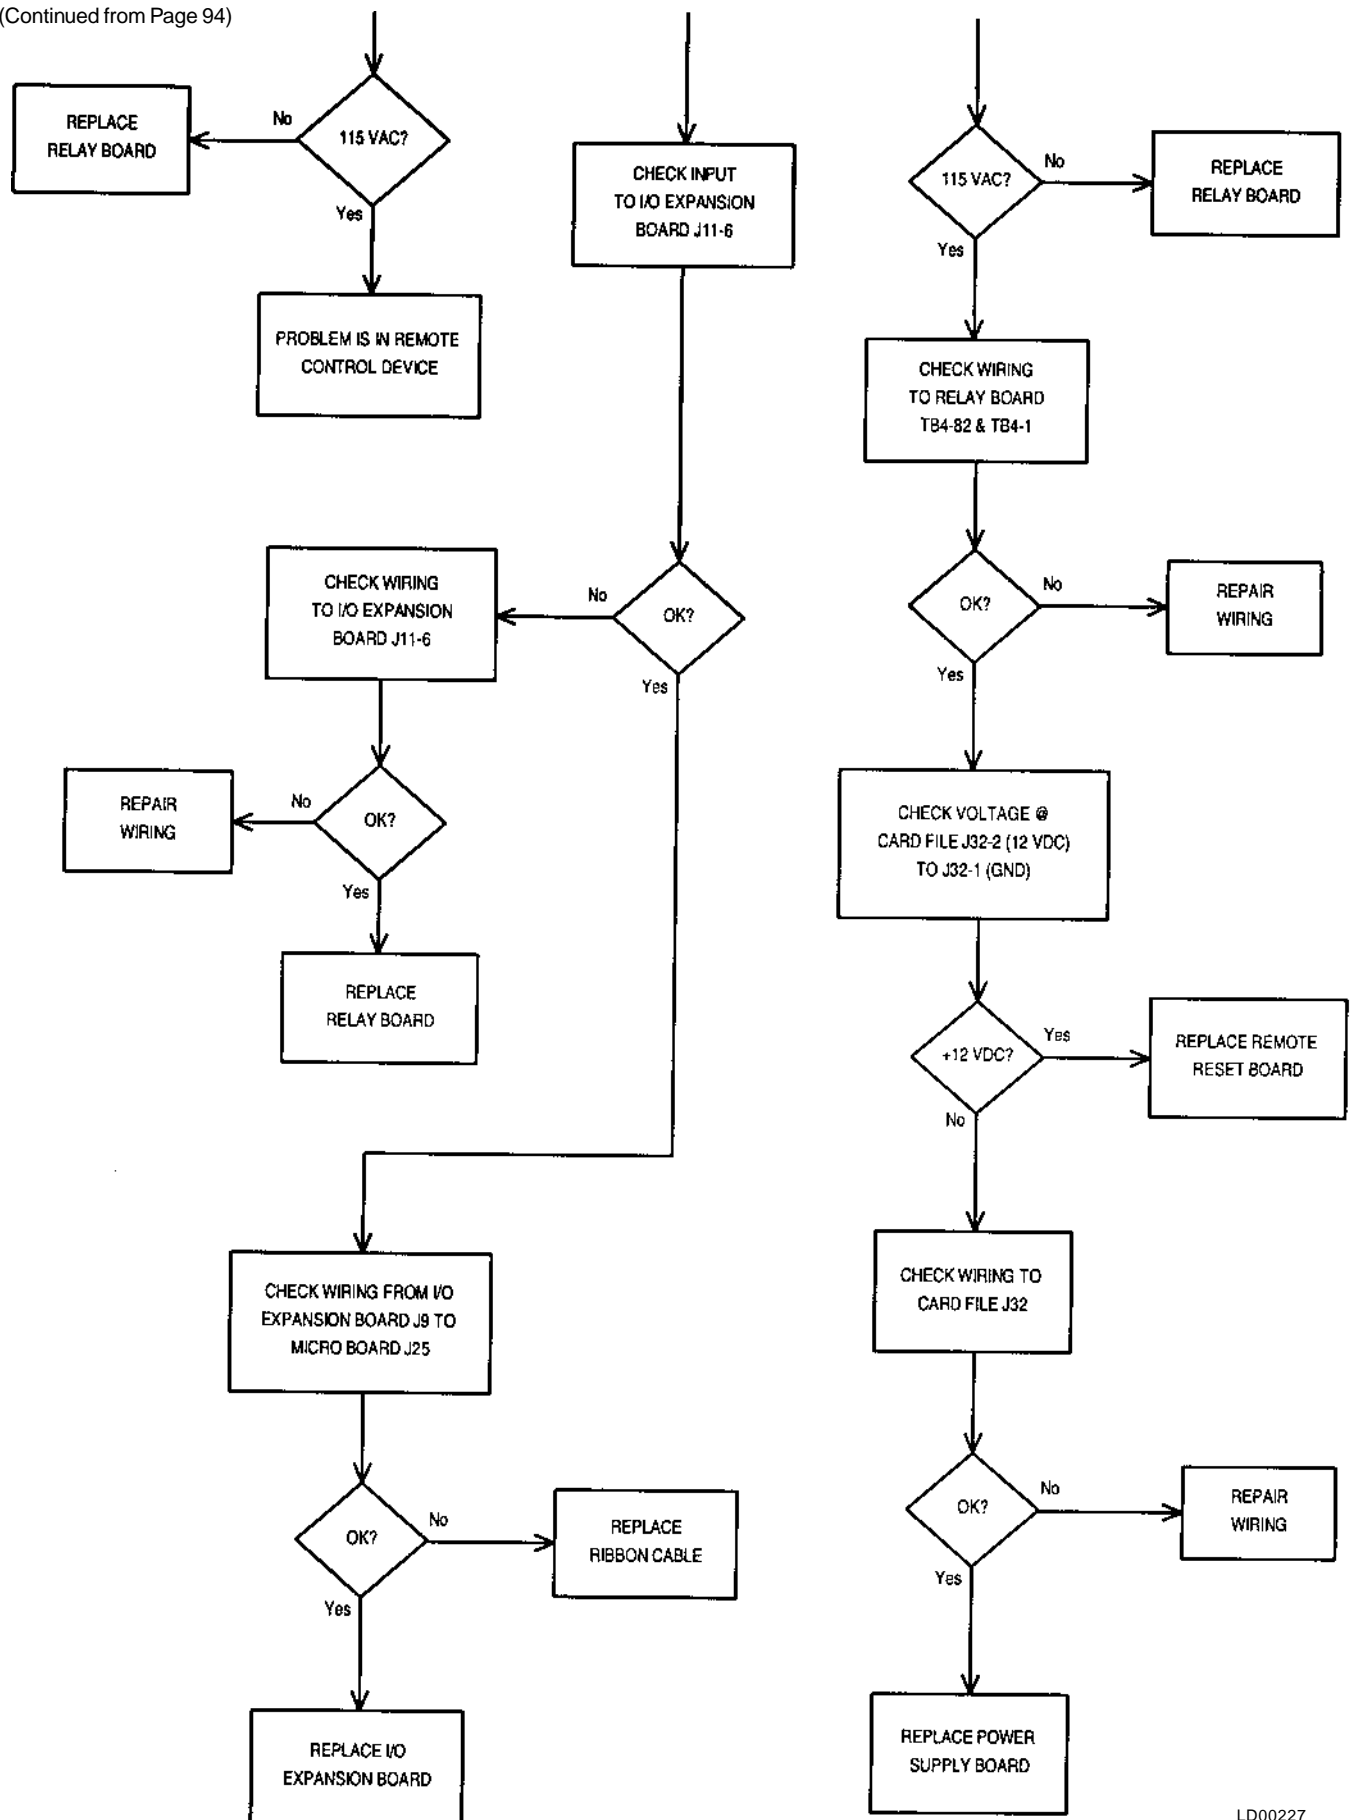 (Continued from Page 94)
115 VAC?
No
REPLACE
RELAY BOARD
Yes
PROBLEM IS IN REMOTE
CONTROL DEVICE
CHECK INPUT
TO I/O EXPANSION
BOARD J11-6
OK?
No
CHECK WIRING
TO I/O EXPANSION
BOARD J11-6
OK?
No
REPAIR
WIRING
Yes
REPLACE
RELAY BOARD
Yes
CHECK WIRING FROM I/O
EXPANSION BOARD J9 TO
MICRO BOARD J25
OK?
No
REPLACE
RIBBON CABLE
Yes
REPLACE I/O
EXPANSION BOARD
115 VAC?
No
REPLACE
RELAY BOARD
Yes
CHECK WIRING
TO RELAY BOARD
TB4-82 & TB4-1
OK?
No
REPAIR
WIRING
Yes
CHECK VOLTAGE @
CARD FILE J32-2 (12 VDC)
TO J32-1 (GND)
+12 VDC?
Yes
REPLACE REMOTE
RESET BOARD
No
CHECK WIRING TO
CARD FILE J32
OK?
No
REPAIR
WIRING
Yes
REPLACE POWER
SUPPLY BOARD
LD00227